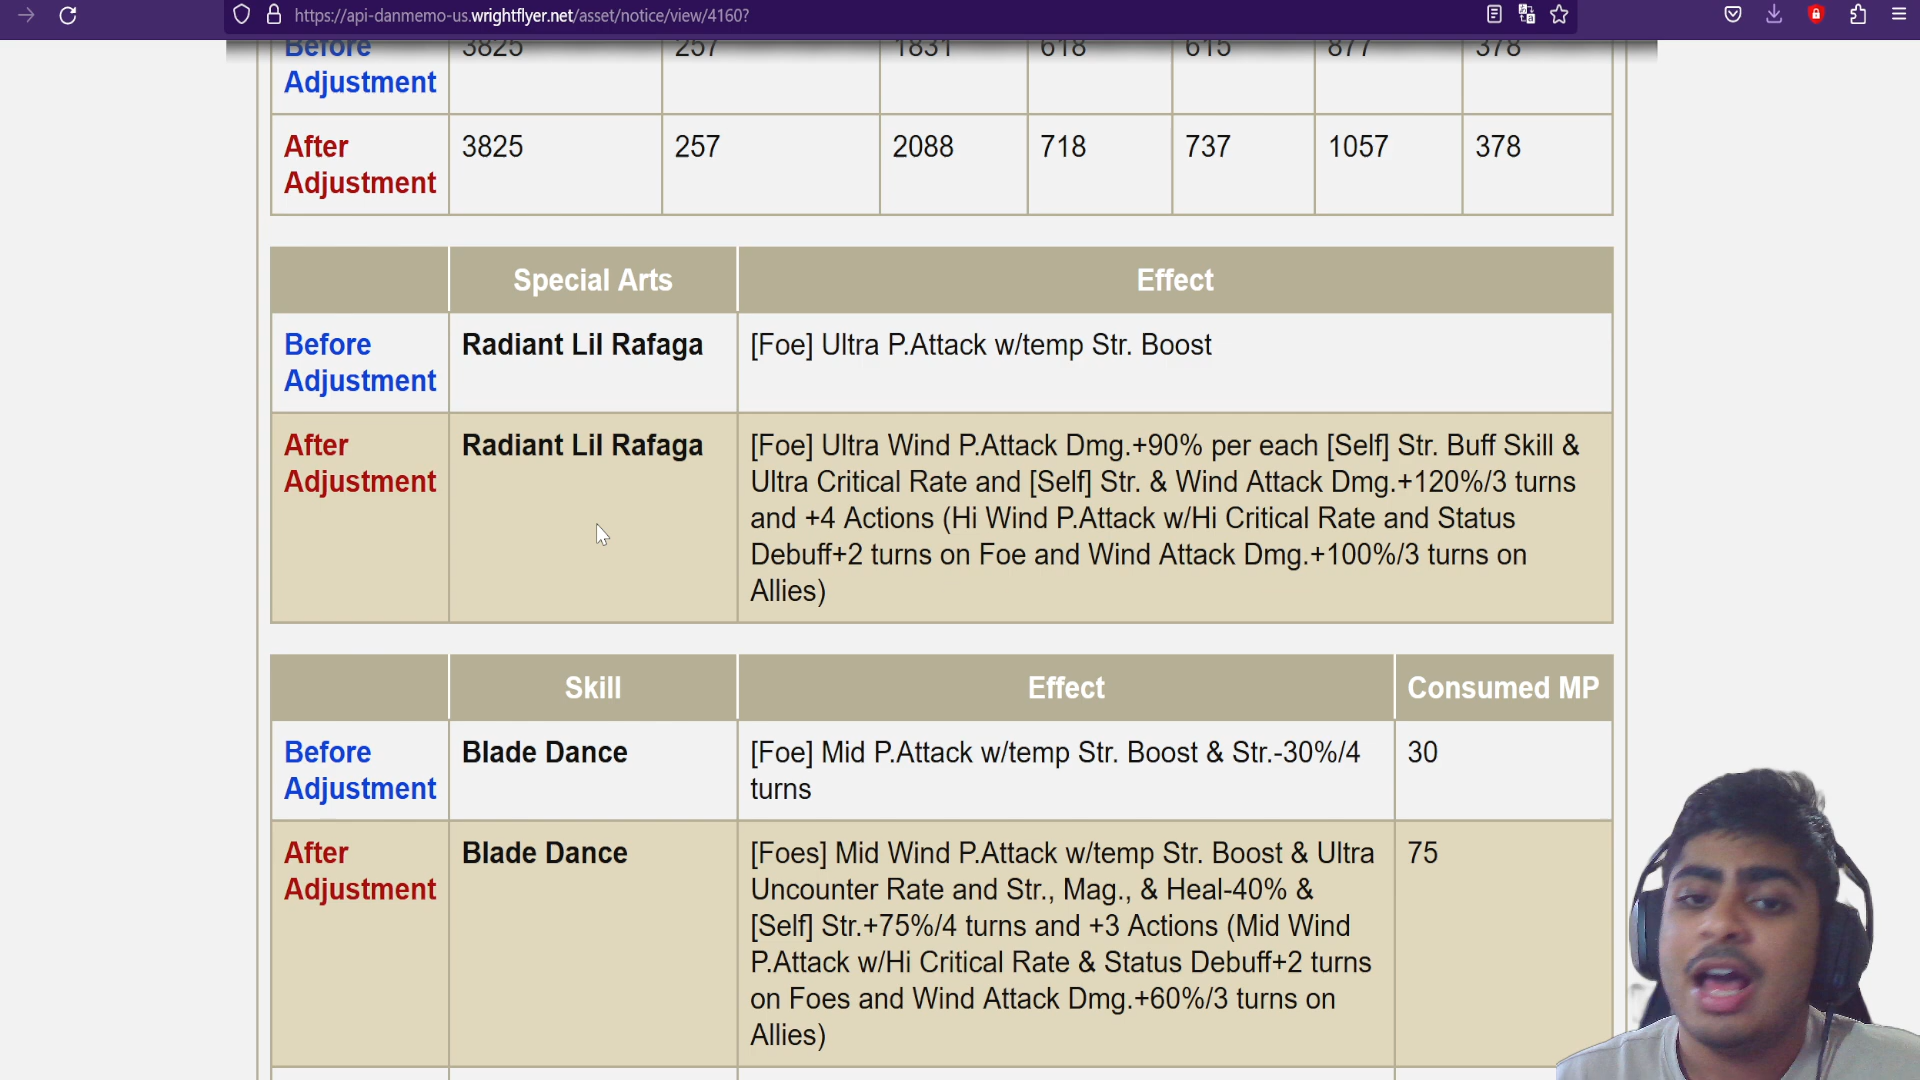 https://api-danmemo-us.wrightflyer.net/asset/notice/view/4160?
Before 3825 257 1831 618 615 877 378
Adjustment
After 3825 257 2088 718 737 1057 378
Adjustment
Special Arts Effect
Before Radiant Lil Rafaga [Foe] Ultra P.Attack w/temp Str. Boost
Adjustment
After Radiant Lil Rafaga [Foe] Ultra Wind P.Attack Dmg.+90% per each [Self] Str. Buff Skill &
Adjustment Ultra Critical Rate and [Self] Str. & Wind Attack Dmg.+120%/3 turns
and +4 Actions (Hi Wind P.Attack w/Hi Critical Rate and Status
Debuff+2 turns on Foe and Wind Attack Dmg.+100%/3 turns on
Allies)
Skill Effect Consumed MP
Before Blade Dance [Foe] Mid P.Attack w/temp Str. Boost & Str.-30%/4 30
Adjustment turns
After Blade Dance [Foes] Mid Wind P.Attack w/temp Str. Boost & Ultra 75
Adjustment Uncounter Rate and Str., Mag., & Heal-40% &
[Self] Str.+75%/4 turns and +3 Actions (Mid Wind
P.Attack w/Hi Critical Rate & Status Debuff+2 turns
on Foes and Wind Attack Dmg.+60%/3 turns on
Allies)